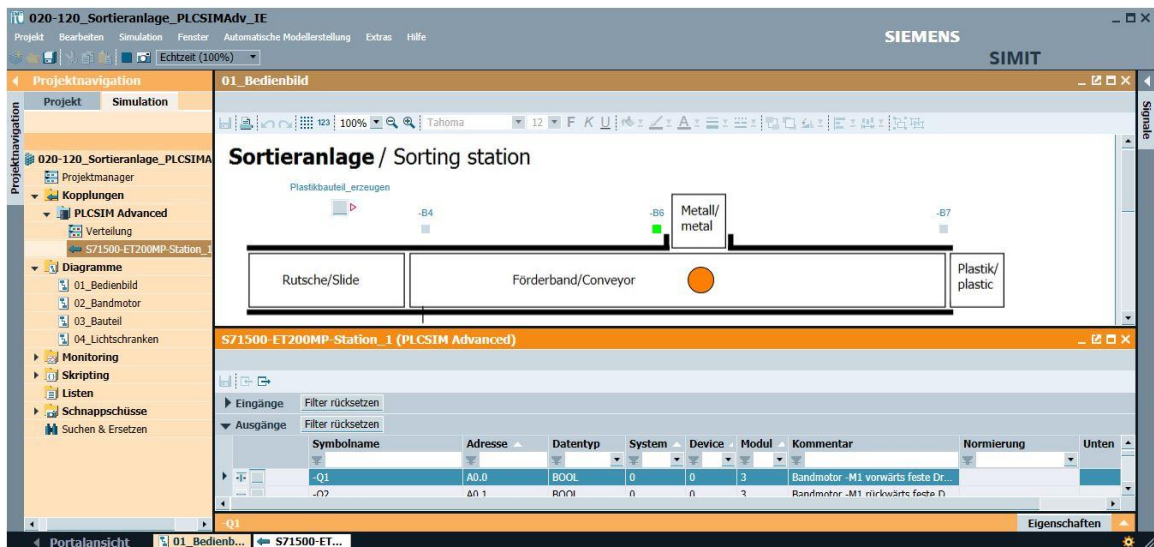 020-120_Sortieranlage_PLCSIMAdv_IE
Projekt Bearbeiten Simulation Fenster Automatische Modellerstellung Extras Hilfe
SIEMENS
SIMIT
Echtzeit (100%)
Projektnavigation
Projektnavigation
Projekt Simulation
020-120_Sortieranlage_PLCSIMA
Projektmanager
Kopplungen
PLCSIM Advanced
Verteilung
S71500-ET200MP-Station_1
Diagramme
01_Bedienbild
02_Bandmotor
03_Bauteil
04_Lichtschranken
Monitoring
Skripting
Listen
Schnappschüsse
Suchen & Ersetzen
01_Bedienbild
123 100% Tahoma 12 F K U
Sortieranlage / Sorting station
Plastikbauteil_erzeugen
-B4
-B6
Metall/
metal
-B7
Rutsche/Slide
Förderband/Conveyor
Plastik/
plastic
Signale
S71500-ET200MP-Station_1 (PLCSIM Advanced)
Eingänge Filter rücksetzen
Ausgänge Filter rücksetzen
Symbolname Adresse Datentyp System Device Modul Kommentar Normierung Unten
-Q1 A0.0 BOOL 0 0 3 Bandmotor -M1 vorwärts feste Dr...
-Q2 A0.1 BOOL 0 0 3 Bandmotor -M1 rückwärts feste D
-Q1
Eigenschaften
Portalansicht 01_Bedienb... S71500-ET...